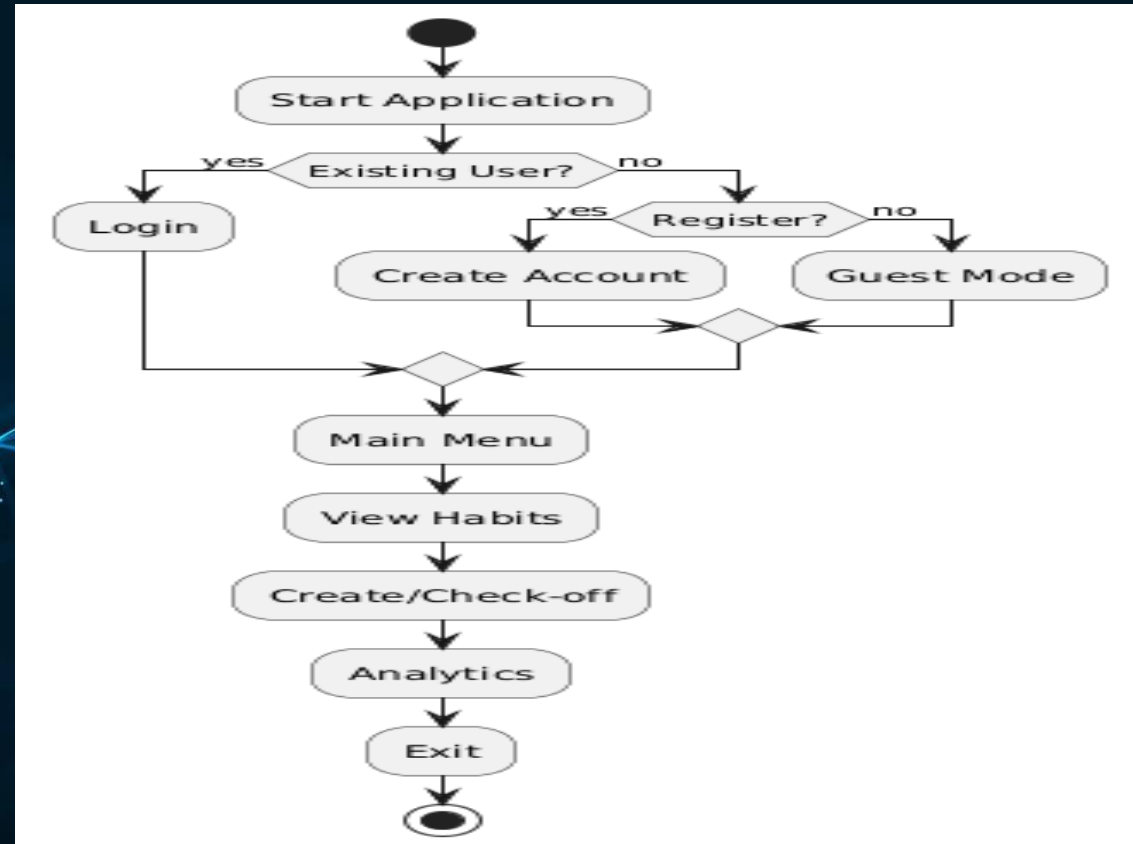 Start Application
yes
Existing User?
no
Login
yes
Register?
no
Create Account
Guest Mode
Main Menu
View Habits
Create/Check-off
Analytics
Exit